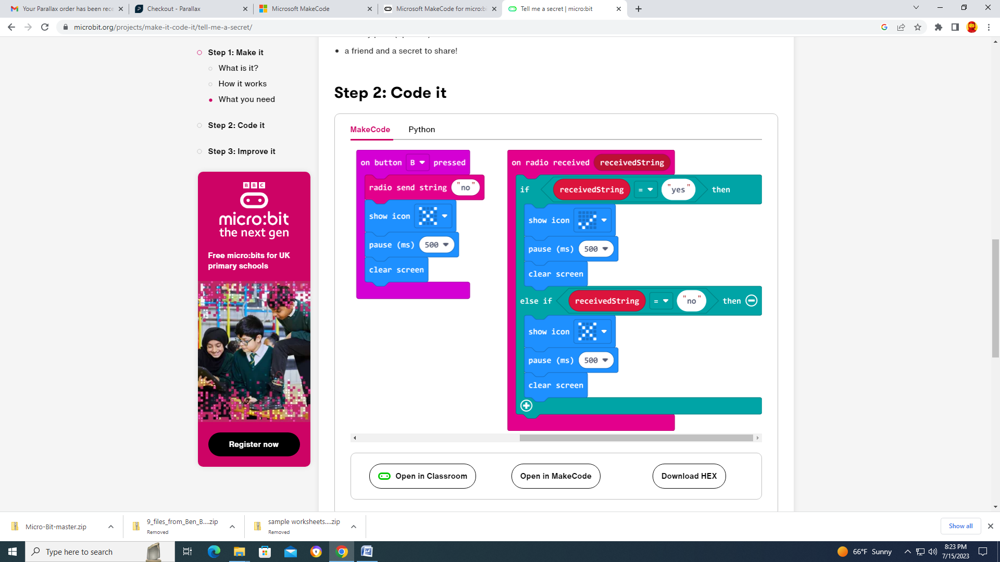 Your Parallax order has been rece
Checkout - Parallax
Microsoft MakeCode
Microsoft MakeCode for micro:bi
Tell me a secret | micro:bit
microbit.org/projects/make-it-code-it/tell-me-a-secret/
Step 1: Make it
What is it?
How it works
What you need
Step 2: Code it
Step 3: Improve it
BBC
micro:bit
the next gen
Free micro:bits for UK
primary schools
Register now
• a friend and a secret to share!
Step 2: Code it
MakeCode
Python
on button B pressed
radio send string "no"
show icon
pause (ms) 500
clear screen
on radio received receivedString
if receivedString = "yes" then
show icon
pause (ms) 500
clear screen
else if receivedString = "no" then
show icon
pause (ms) 500
clear screen
Open in Classroom
Open in MakeCode
Download HEX
Micro-Bit-master.zip
9_files_from_Ben_B....zip
Removed
sample worksheets....zip
Removed
Show all
Type here to search
66°F Sunny
8:23 PM
7/15/2023